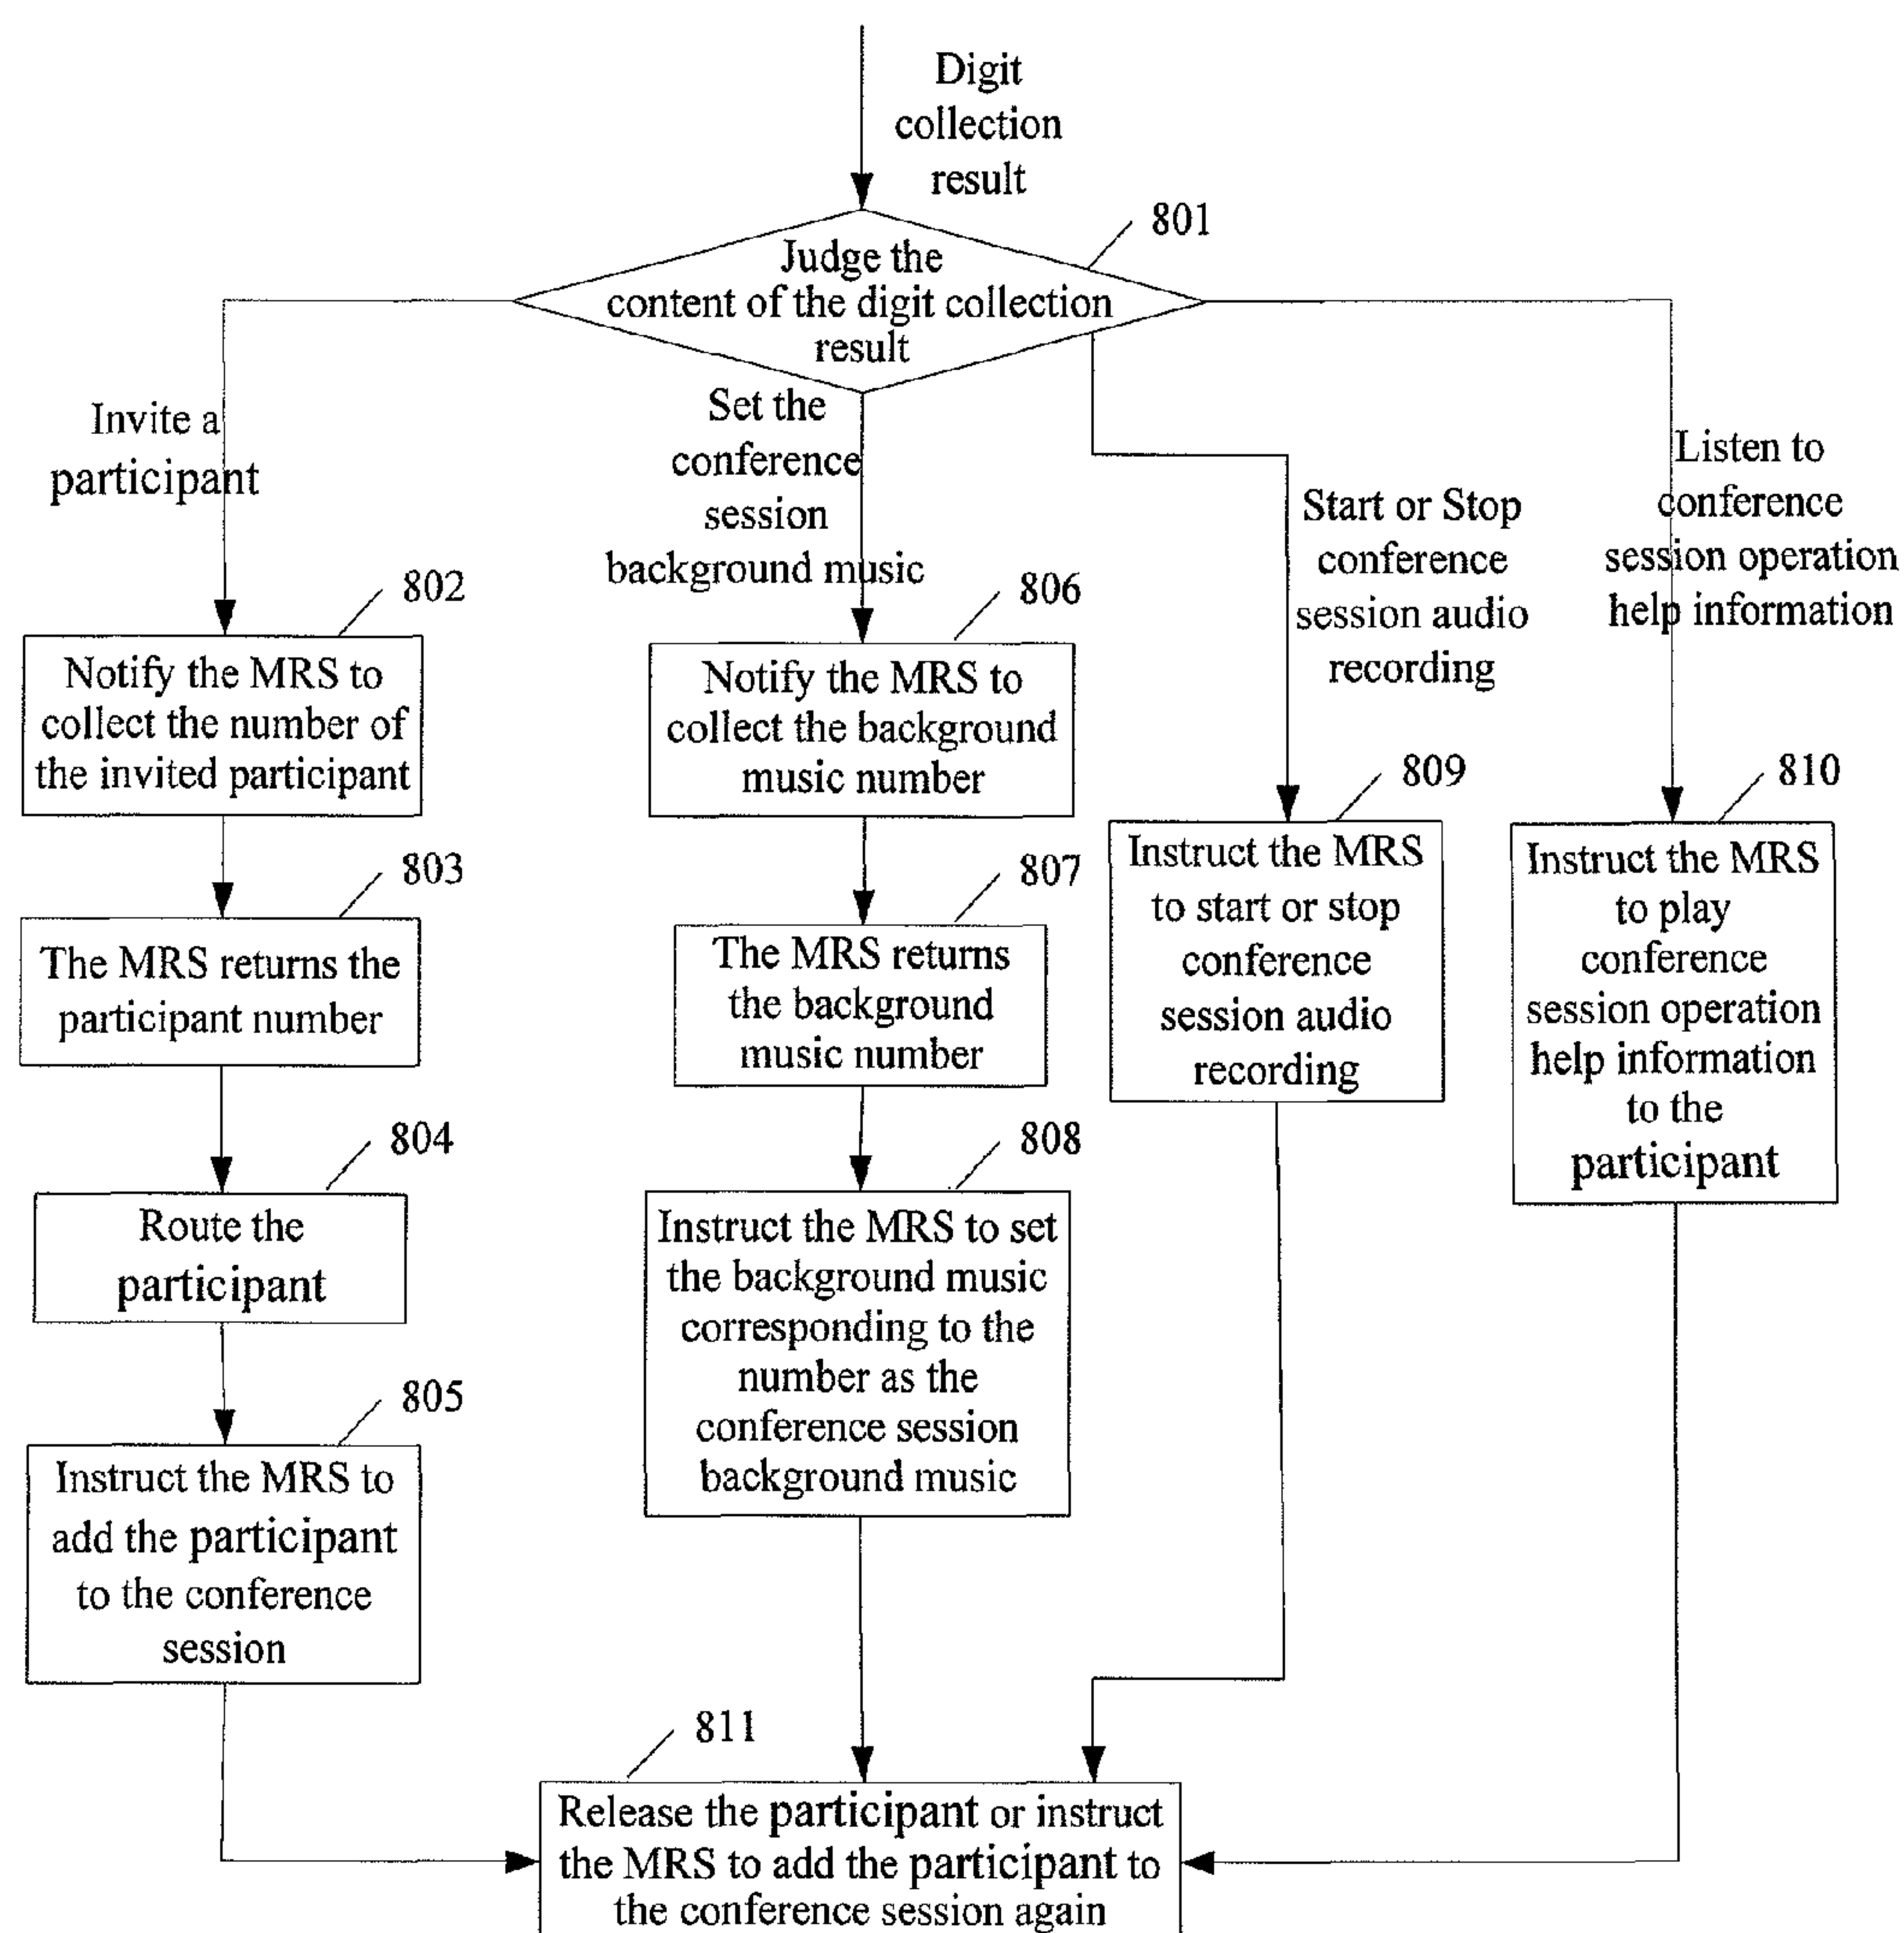 Digit
collection
result
801
Judge the
content of the digit collection
result
Invite a
participant
Set the
conference
session
background music
Start or Stop
conference
session audio
recording
Listen to
conference
session operation
help information
802
Notify the MRS to
collect the number of
the invited participant
806
Notify the MRS to
collect the background
music number
809
Instruct the MRS
to start or stop
conference
session audio
recording
810
Instruct the MRS
to play
conference
session operation
help information
to the
participant
803
The MRS returns the
participant number
807
The MRS returns
the background
music number
804
Route the
participant
808
Instruct the MRS to set
the background music
corresponding to the
number as the
conference session
background music
805
Instruct the MRS to
add the participant
to the conference
session
811
Release the participant or instruct
the MRS to add the participant to
the conference session again